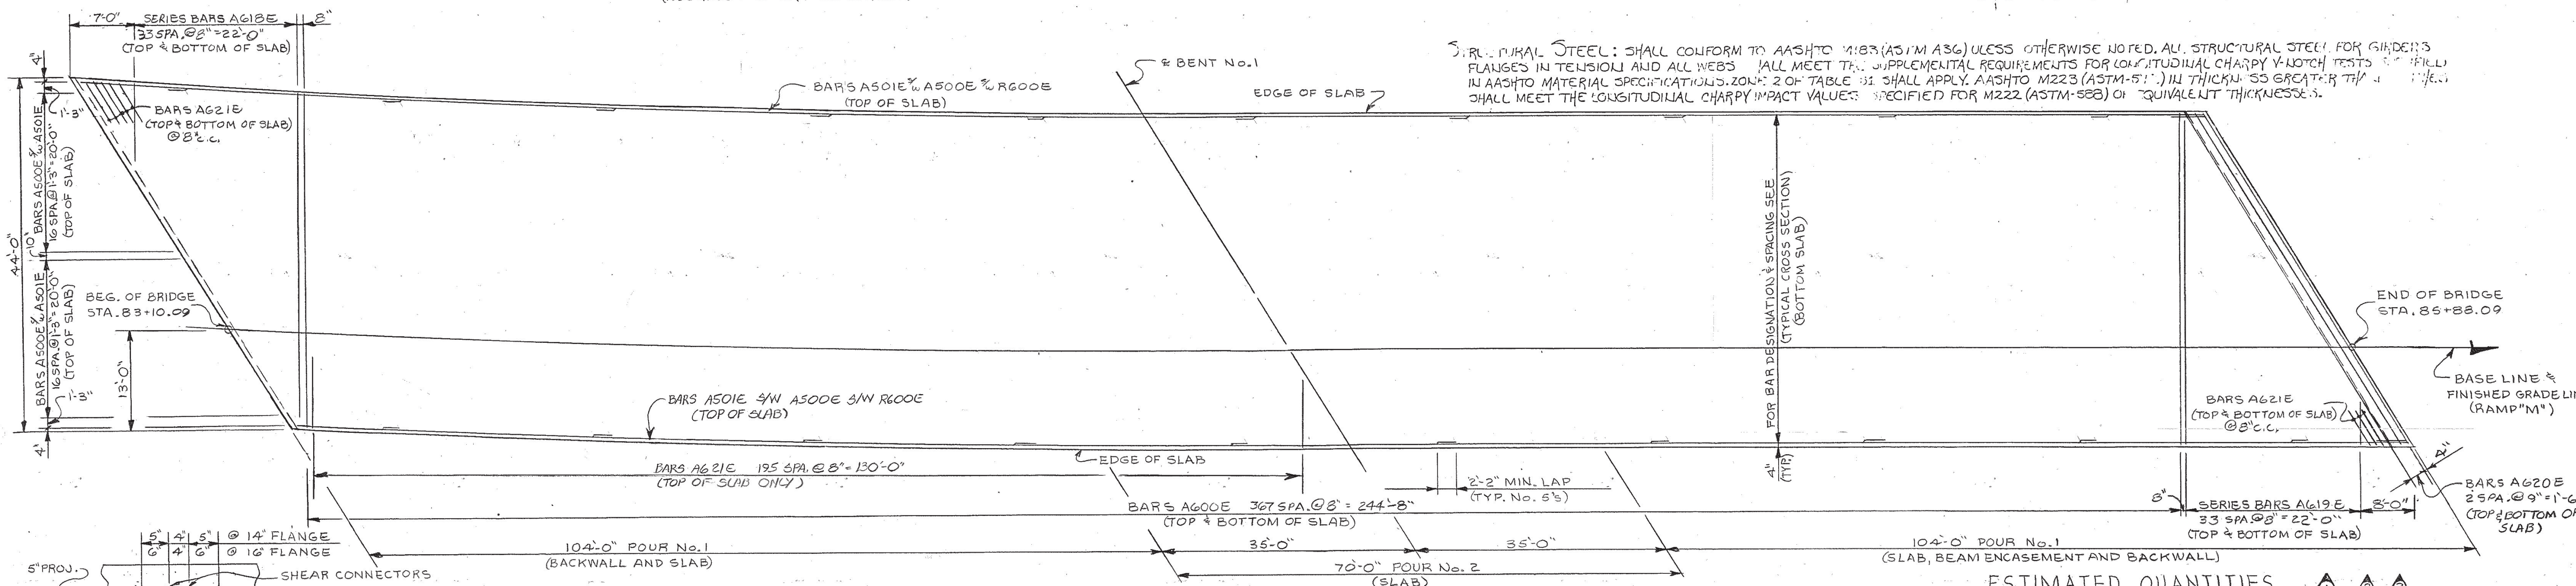 7'-0"
SERIES BARS A618E
33 SPA. @ 8" = 22'-0"
(TOP & BOTTOM OF SLAB)
8"
4"
1'-3"
BARS A621E
(TOP & BOTTOM OF SLAB)
@ 8" c.c.
BARS A501E S/W A500E S/W R600E
(TOP OF SLAB)
℄ BENT No.1
EDGE OF SLAB
STRUCTURAL STEEL: SHALL CONFORM TO AASHTO M183 (ASTM A36) ULESS OTHERWISE NOTED. ALL STRUCTURAL STEEL FOR GIRDERS
FLANGES IN TENSION AND ALL WEBS SHALL MEET THE SUPPLEMENTAL REQUIREMENTS FOR LONGITUDINAL CHARPY V-NOTCH TESTS
IN AASHTO MATERIAL SPECIFICATIONS. ZONE 2 OF TABLE SHALL APPLY. AASHTO M223 (ASTM-) IN THICKNESS GREATER
SHALL MEET THE LONGITUDINAL CHARPY IMPACT VALUES SPECIFIED FOR M222 (ASTM-588) OF EQUIVALENT THICKNESSES.
44'-0"
BARS A500E S/W A501E
16 SPA. @ 1'-3" = 20'-0"
(TOP OF SLAB)
BARS A500E S/W A501E
16 SPA. @ 1'-3" = 20'-0"
(TOP OF SLAB)
1'-3"
4"
BEG. OF BRIDGE
STA. 83+10.09
13'-0"
FOR BAR DESIGNATION & SPACING SEE
(TYPICAL CROSS SECTION)
(BOTTOM SLAB)
END OF BRIDGE
STA. 85+88.09
BASE LINE &
FINISHED GRADE
(RAMP "M")
BARS A501E S/W A500E S/W R600E
(TOP OF SLAB)
BARS A621E
(TOP & BOTTOM OF SLAB)
@ 8" c.c.
EDGE OF SLAB
BARS A621E 195 SPA. @ 8" = 130'-0"
(TOP OF SLAB ONLY)
2'-2" MIN. LAP
(TYP. No. 5's)
4"
(TYP.)
BARS A600E 367 SPA. @ 8" = 244'-8"
(TOP & BOTTOM OF SLAB)
8"
SERIES BARS A619E
33 SPA @ 8" = 22'-0"
(TOP & BOTTOM OF SLAB)
8'-0"
BARS A620E
2 SPA. @ 9" = 1'-6
(TOP & BOTTOM OF
SLAB)
104'-0" POUR No.1
(BACKWALL AND SLAB)
35'-0"
35'-0"
104'-0" POUR No.1
(SLAB, BEAM ENCASEMENT AND BACKWALL)
70'-0" POUR No.2
(SLAB)
5" 4" 5" @ 14" FLANGE
6" 4" 6" @ 16" FLANGE
5" PROJ.
SHEAR CONNECTORS
ESTIMATED QUANTITIES